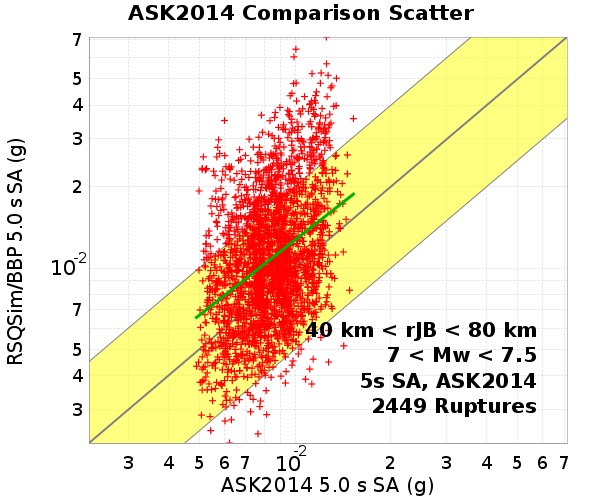 ASK2014 Comparison Scatter
RSQSim/BBP 5.0 s SA (g)
7
5
4
3
2
10-2
7
5
4
3
40 km < rJB < 80 km
7 < Mw < 7.5
5s SA, ASK2014
2449 Ruptures
3 4 5 6 7 10-2 2 3 4 5 6 7
ASK2014 5.0 s SA (g)